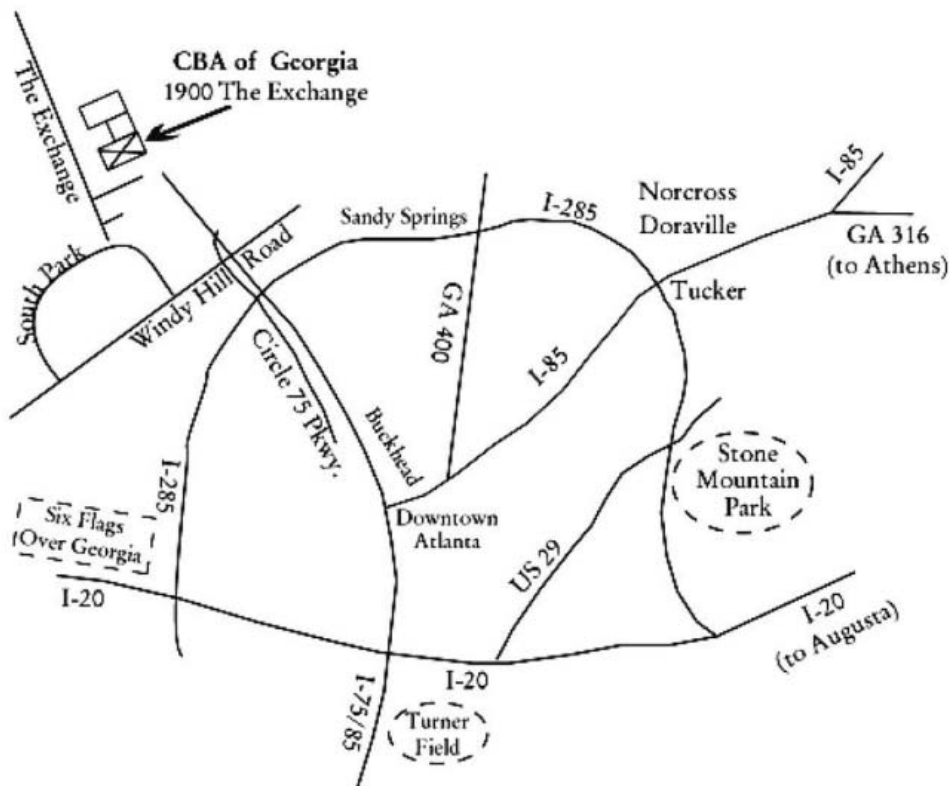 CBA of Georgia
1900 The Exchange
The Exchange
South Park
Windy Hill Road
Sandy Springs
I-285
Norcross
Doraville
I-85
GA 316
(to Athens)
Tucker
GA 400
Circle 75 Pkwy.
I-85
Buckhead
I-285
Stone
Mountain
Park
Six Flags
Over Georgia
Downtown
Atlanta
US 29
I-20
I-20
(to Augusta)
I-20
I-75/85
Turner
Field